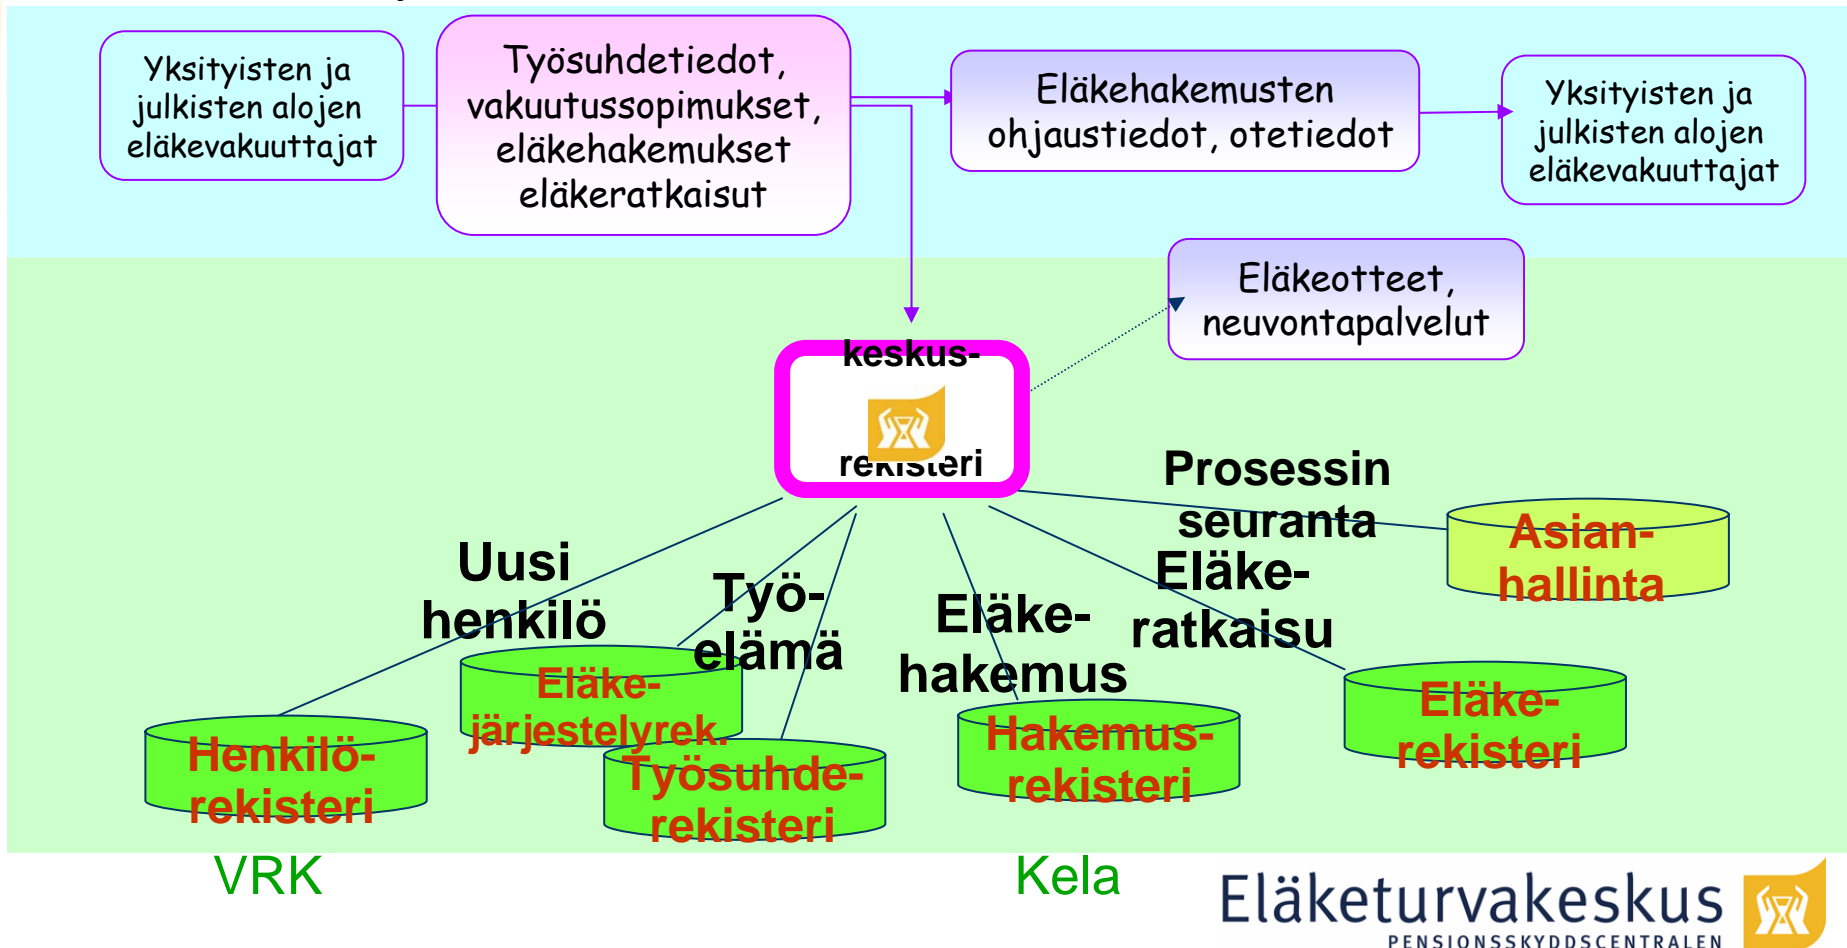 Yksityisten ja
julkisten alojen
eläkevakuuttajat
Työsuhdetiedot,
vakuutussopimukset,
eläkehakemukset
eläkeratkaisut
Eläkehakemusten
ohjaustiedot, otetiedot
Yksityisten ja
julkisten alojen
eläkevakuuttajat
Eläkeotteet,
neuvontapalvelut
keskus-
rekisteri
Prosessin
seuranta
Asian-
hallinta
Uusi
henkilö
Työ-
elämä
Eläke-
hakemus
Eläke-
ratkaisu
Eläke-
järjestelyrek.
Henkilö-
rekisteri
Työsuhde-
rekisteri
Hakemus-
rekisteri
Eläke-
rekisteri
VRK
Kela
Eläketurvakeskus
PENSIONSSKYDDSCENTRALEN